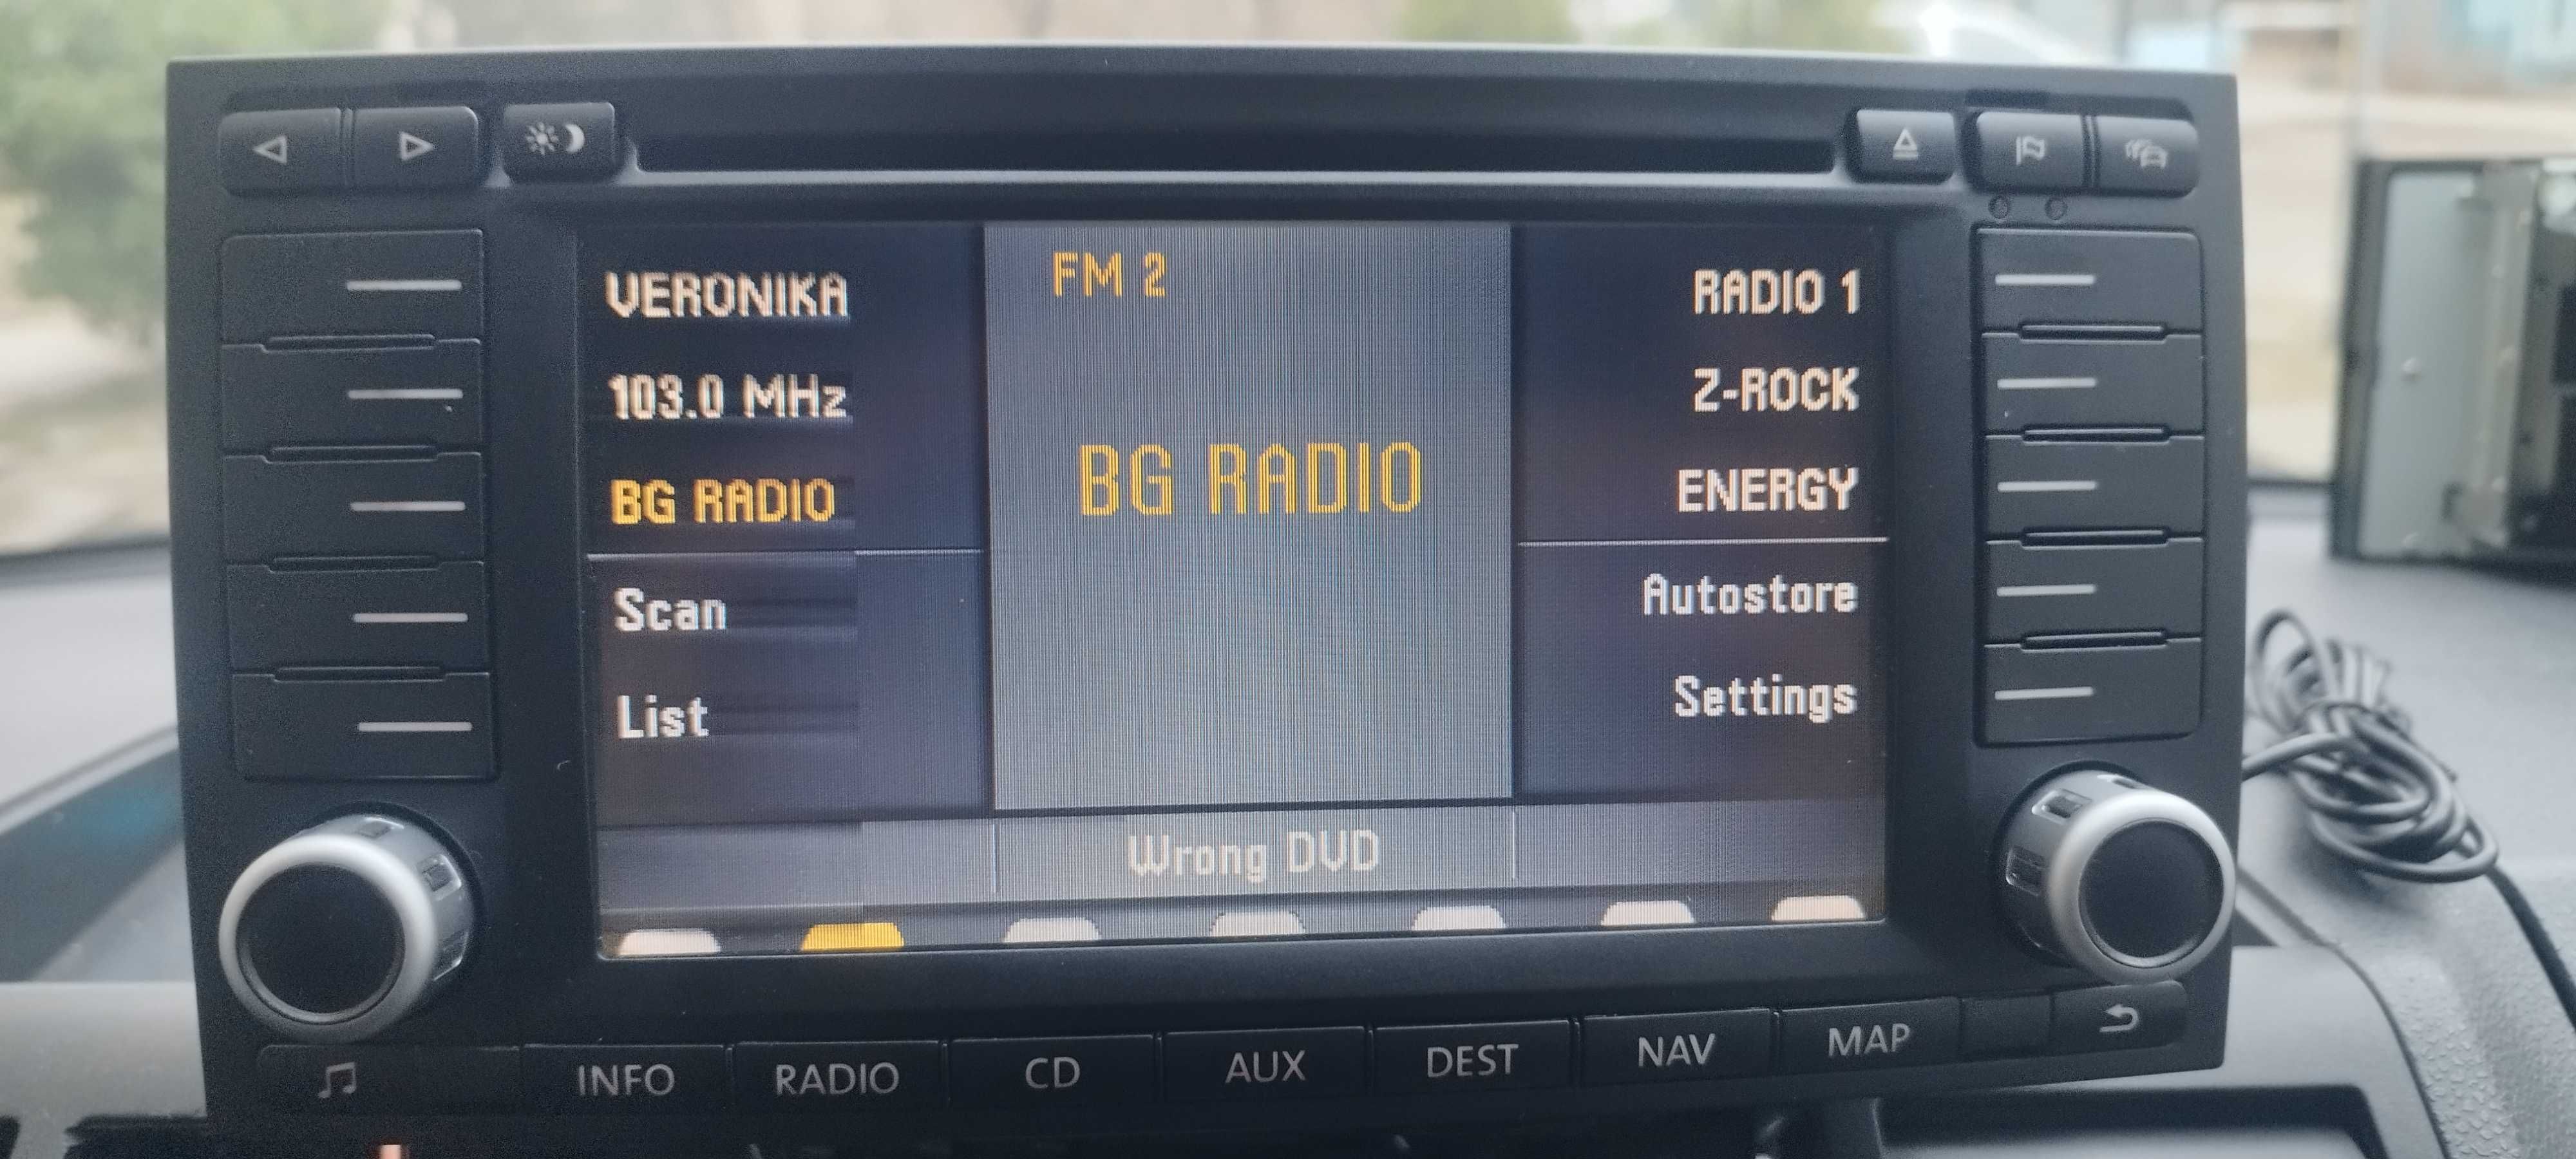 VERONIKA
FM 2
RADIO 1
103.0 MHz
Z-ROCK
BG RADIO
BG RADIO
ENERGY
Scan
Autostore
List
Settings
Wrong DVD
INFO
RADIO
CD
AUX
DEST
NAV
MAP